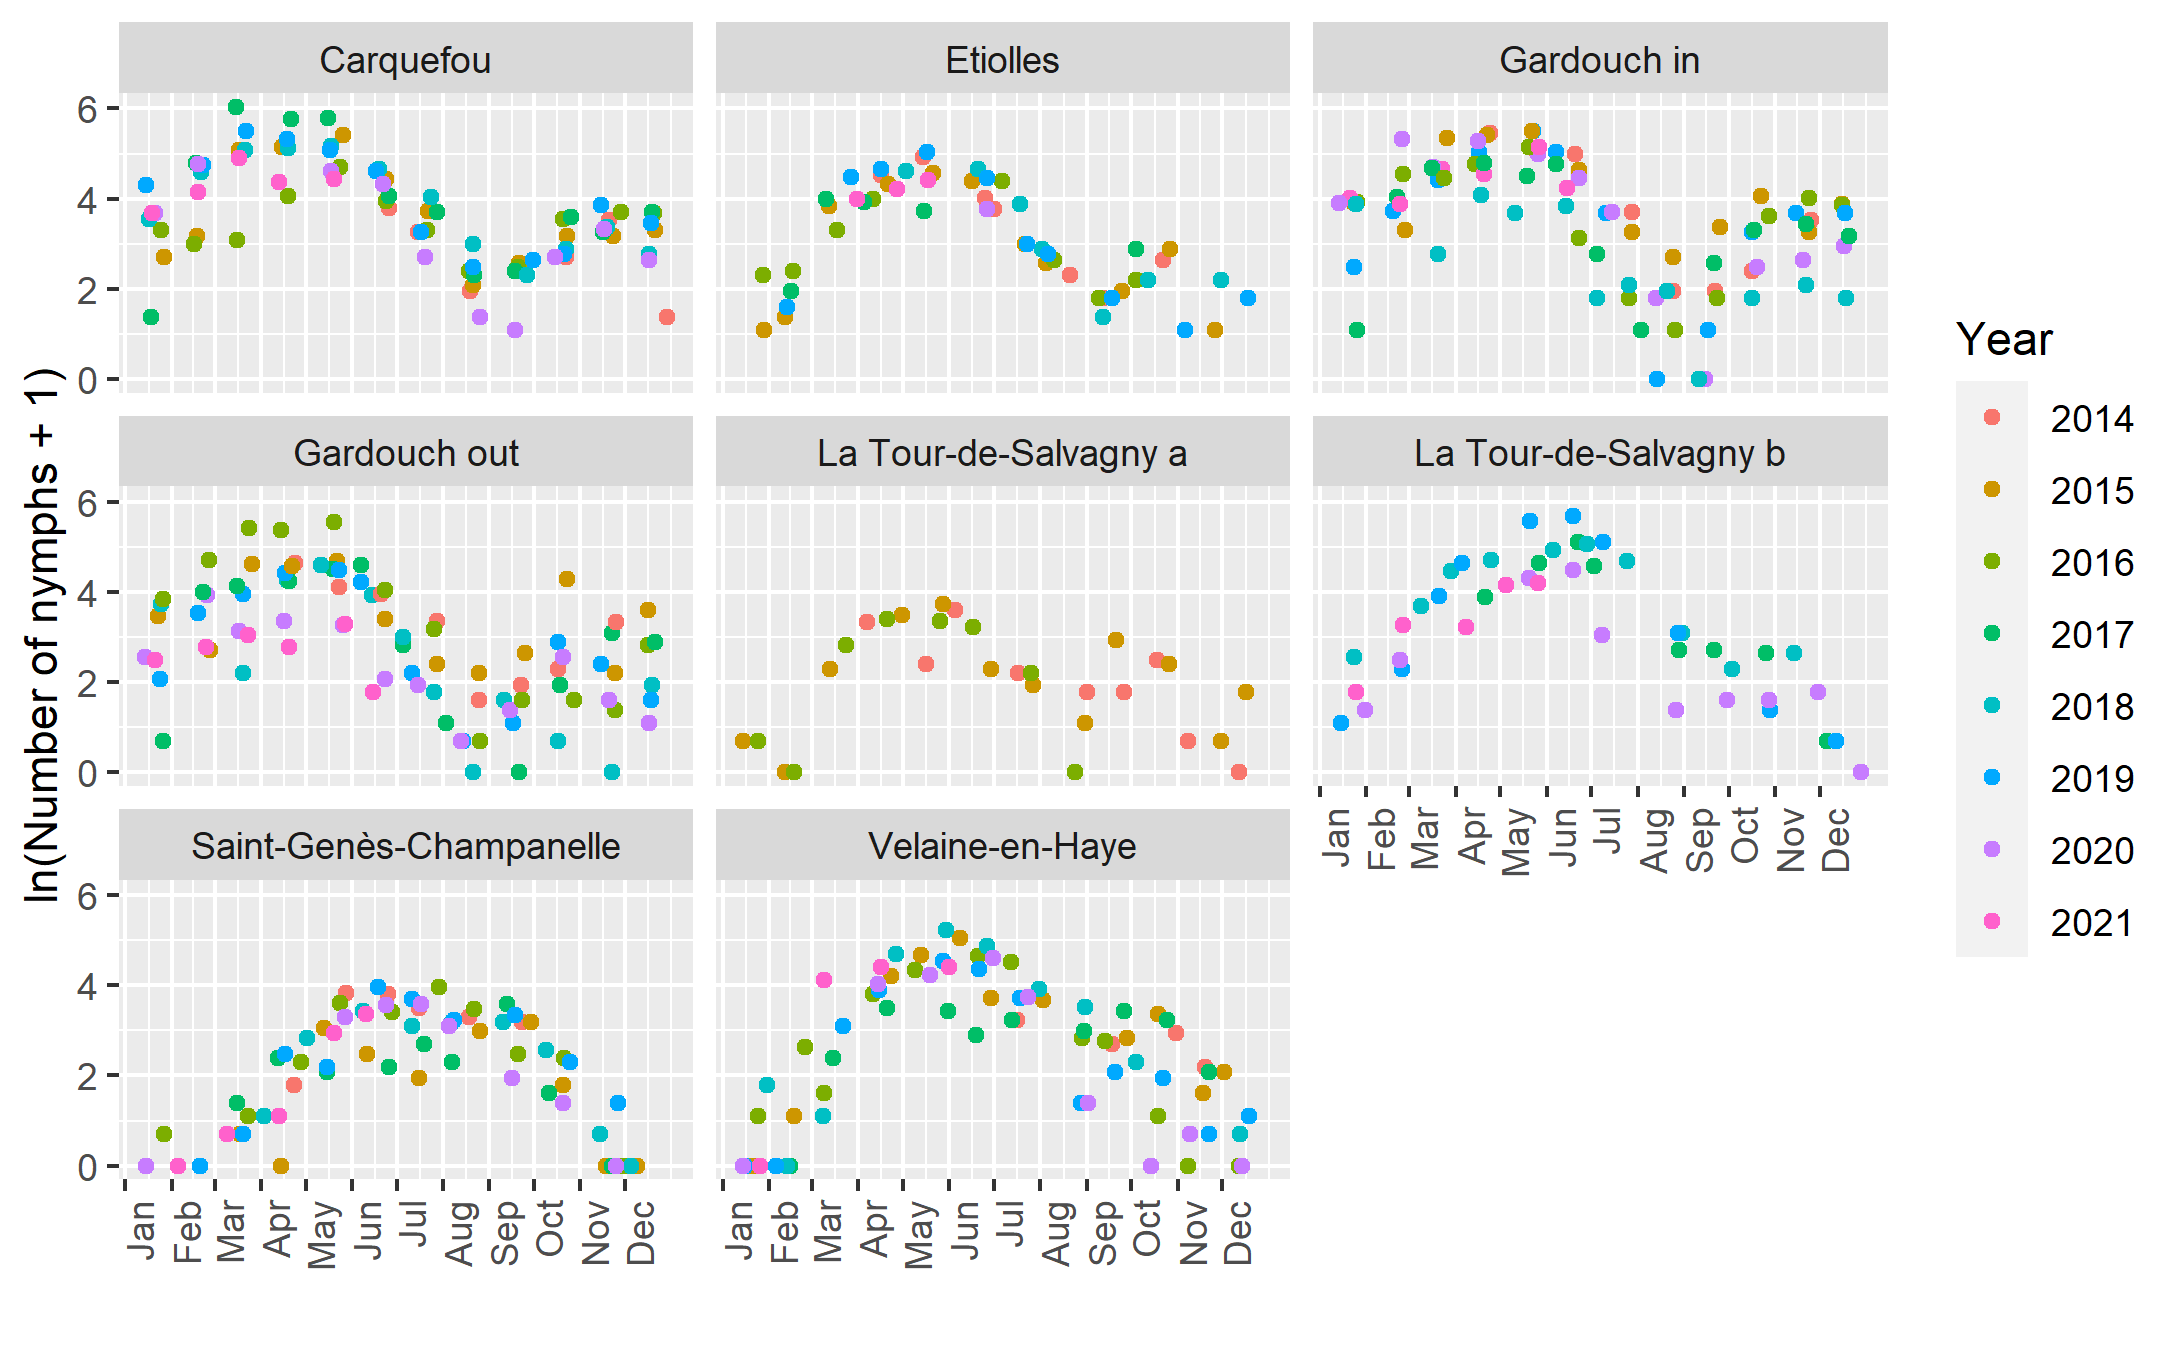 Carquefou
Etiolles
Gardouch in
6
4
2
0
Gardouch out
La Tour-de-Salvagny a
La Tour-de-Salvagny b
6
4
2
0
Jan
Feb
Mar
Apr
May
Jun
Jul
Aug
Sep
Oct
Nov
Dec
Saint-Genès-Champanelle
Velaine-en-Haye
6
4
2
0
Jan
Feb
Mar
Apr
May
Jun
Jul
Aug
Sep
Oct
Nov
Dec
Jan
Feb
Mar
Apr
May
Jun
Jul
Aug
Sep
Oct
Nov
Dec
ln(Number of nymphs + 1)
Year
2014
2015
2016
2017
2018
2019
2020
2021